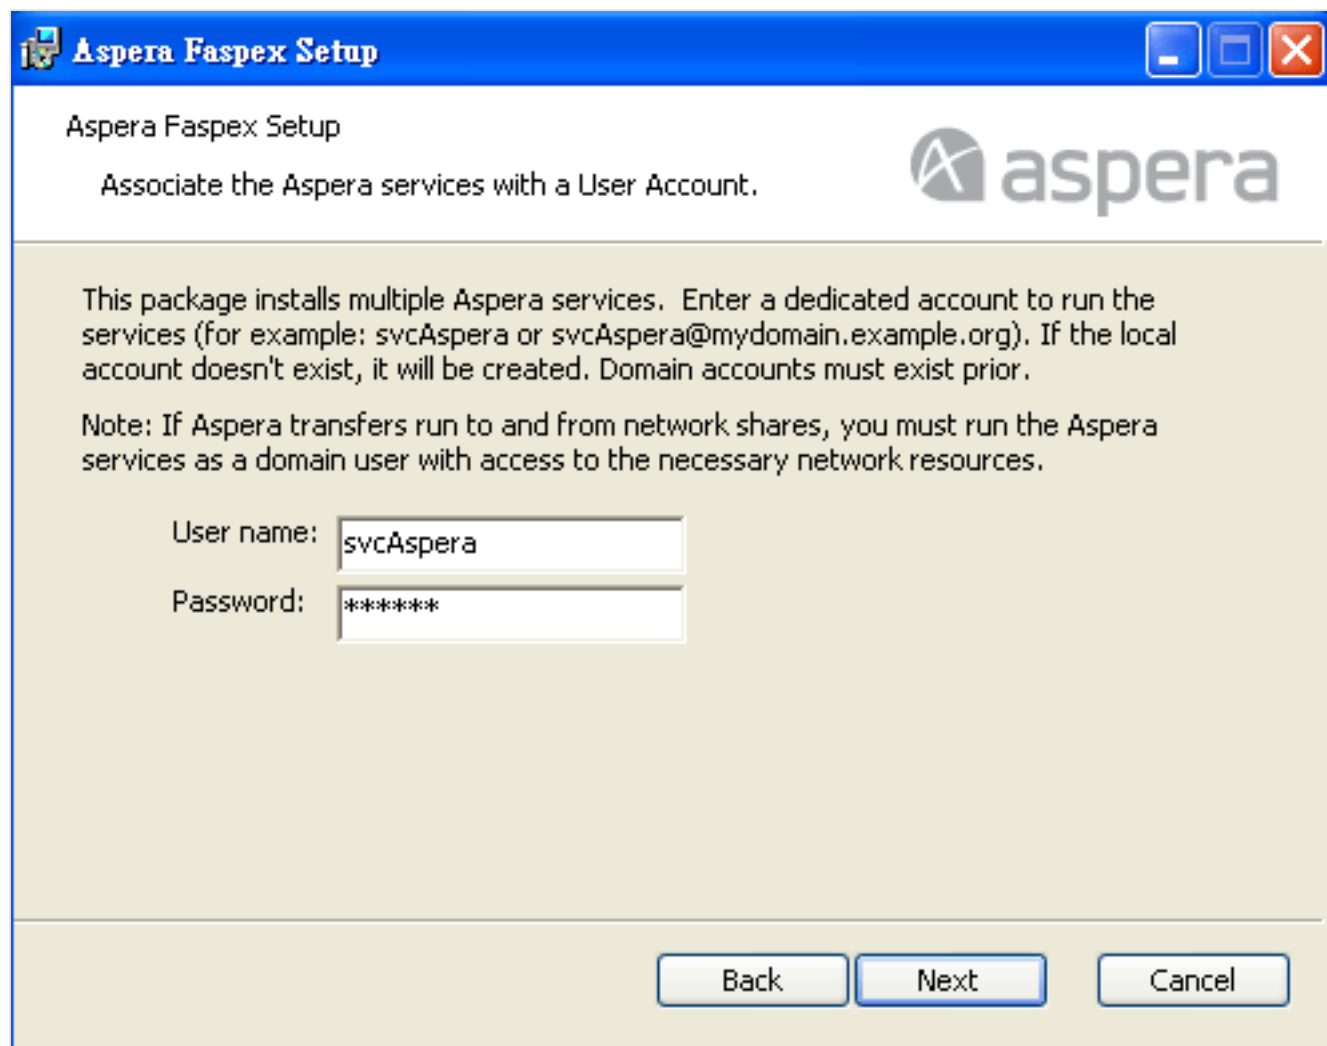 Aspera Faspex Setup
Aspera Faspex Setup
Associate the Aspera services with a User Account.
aspera
This package installs multiple Aspera services.  Enter a dedicated account to run the
services (for example: svcAspera or svcAspera@mydomain.example.org). If the local
account doesn't exist, it will be created. Domain accounts must exist prior.
Note: If Aspera transfers run to and from network shares, you must run the Aspera
services as a domain user with access to the necessary network resources.
User name: svcAspera
Password: ******
Back Next Cancel